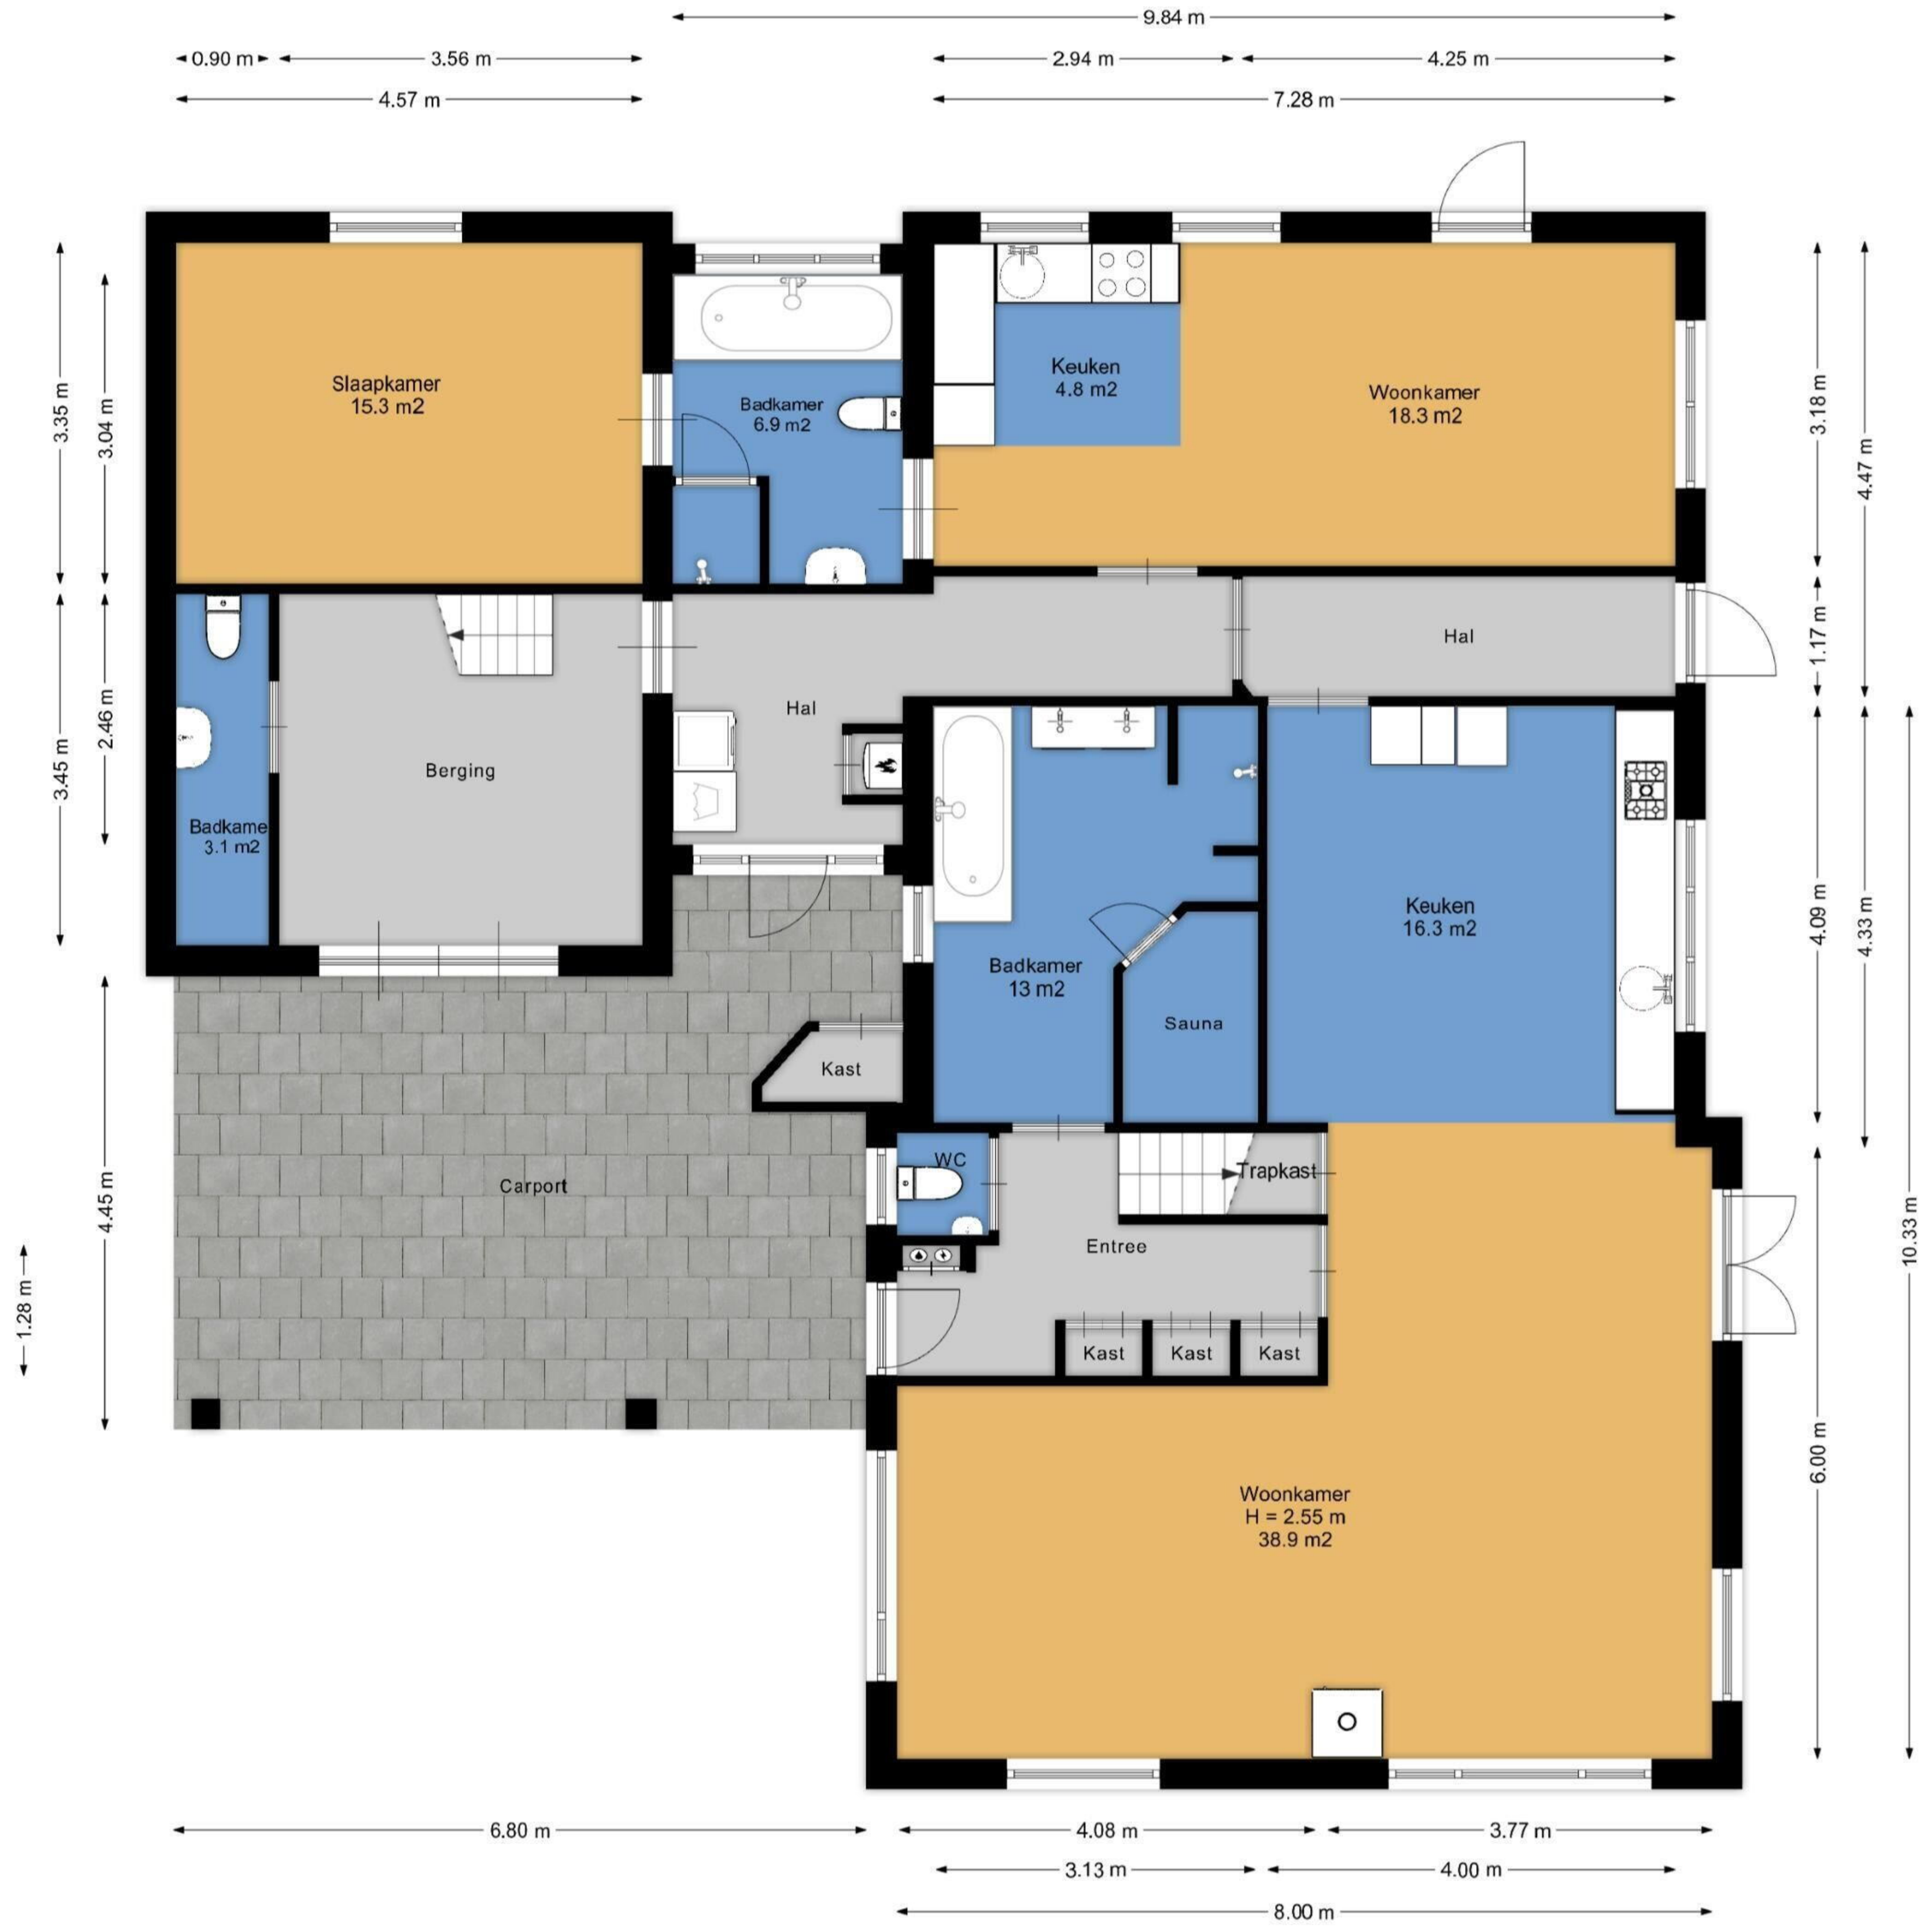 9.84 m
0.90 m
3.56 m
2.94 m
4.25 m
4.57 m
7.28 m
Slaapkamer
15.3 m2
Badkamer
6.9 m2
Keuken
4.8 m2
Woonkamer
18.3 m2
3.35 m
3.04 m
3.18 m
4.47 m
Hal
1.17 m
Hal
Berging
Badkame
3.1 m2
3.45 m
2.46 m
Badkamer
13 m2
Sauna
Keuken
16.3 m2
4.09 m
4.33 m
Kast
WC
Trapkast
Carport
Entree
Kast
Kast
Kast
4.45 m
1.28 m
10.33 m
6.00 m
Woonkamer
H = 2.55 m
38.9 m2
6.80 m
4.08 m
3.77 m
3.13 m
4.00 m
8.00 m